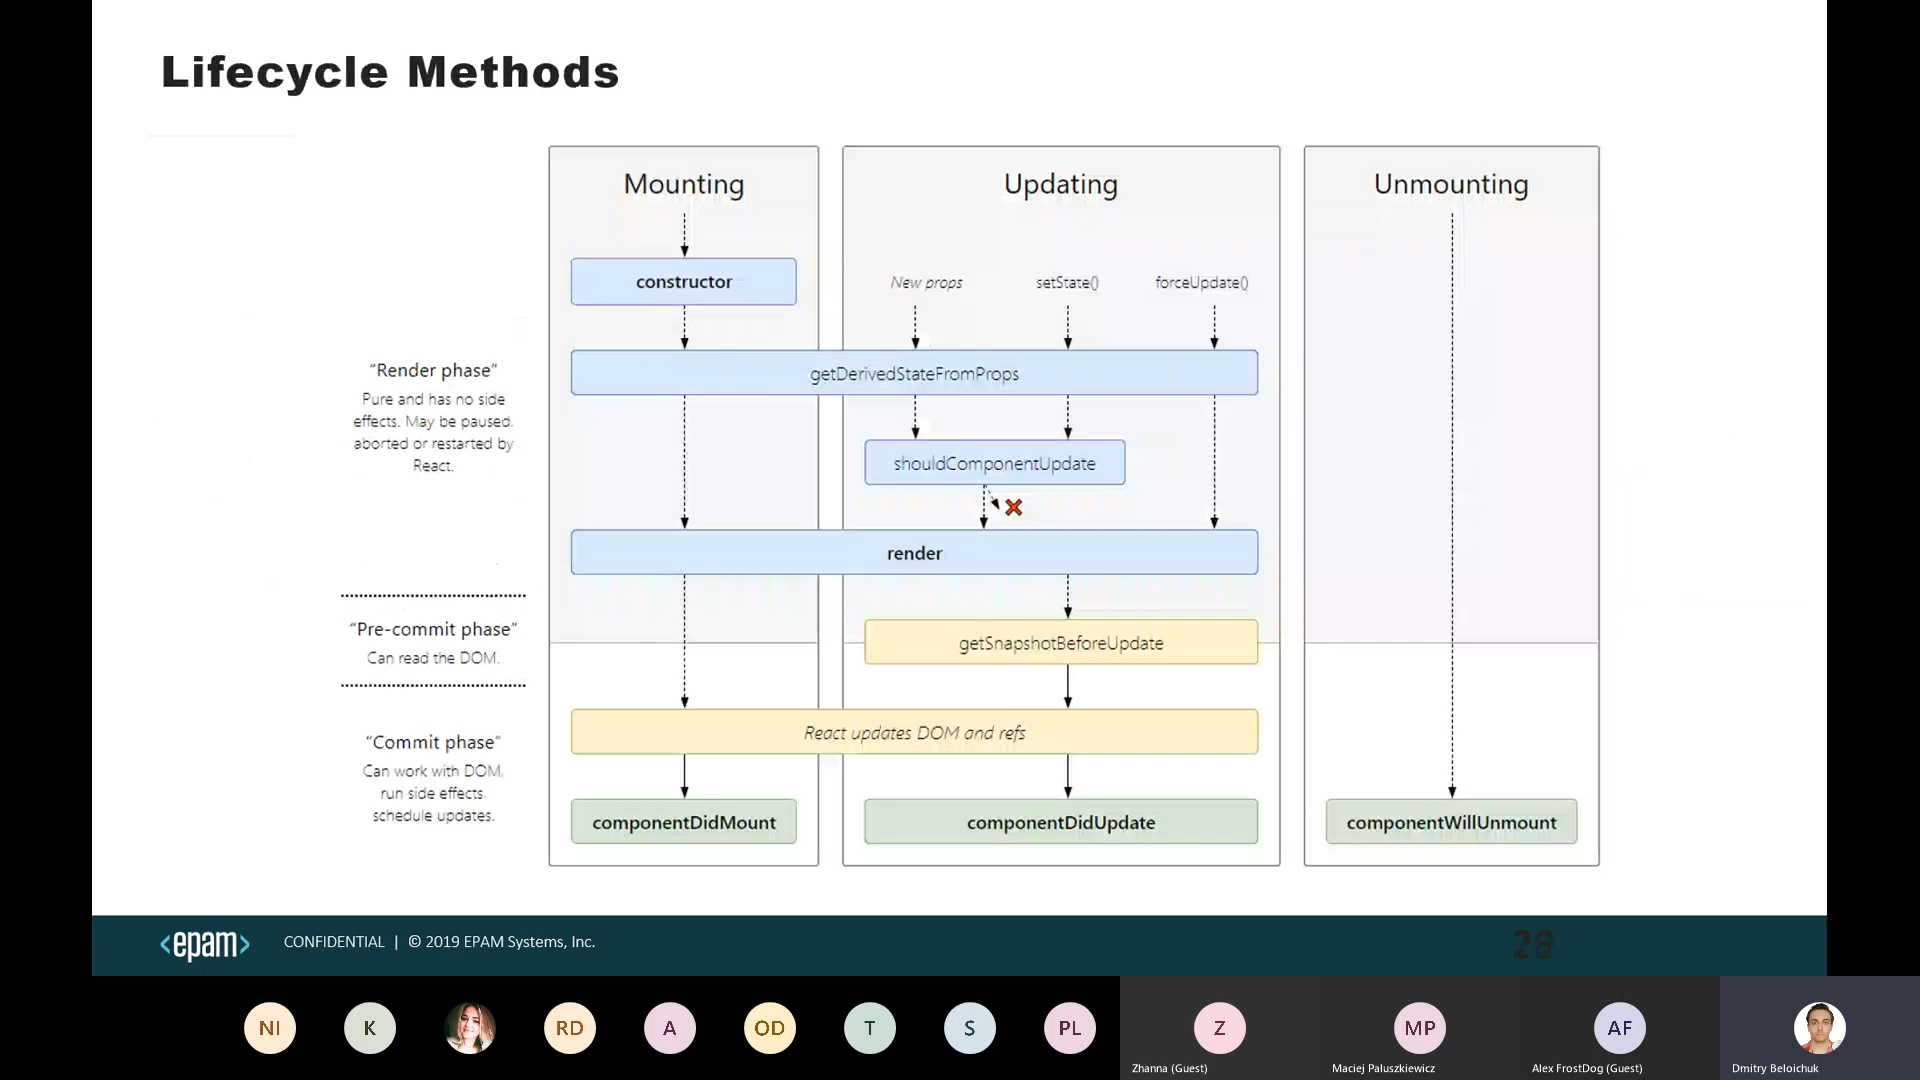 Lifecycle Methods
Mounting
Updating
Unmounting
constructor
New props
setState()
forceUpdate()
"Render phase"
Pure and has no side
effects. May be paused,
aborted or restarted by
React.
getDerivedStateFromProps
shouldComponentUpdate
render
"Pre-commit phase"
Can read the DOM.
getSnapshotBeforeUpdate
"Commit phase"
Can work with DOM,
run side effects,
schedule updates.
React updates DOM and refs
componentDidMount
componentDidUpdate
componentWillUnmount
<epam> CONFIDENTIAL | © 2019 EPAM Systems, Inc.
28
NI
K
RD
A
OD
T
S
PL
Z
MP
AF
Zhanna (Guest)
Maciej Paluszkiewicz
Alex FrostDog (Guest)
Dmitry Beloichuk